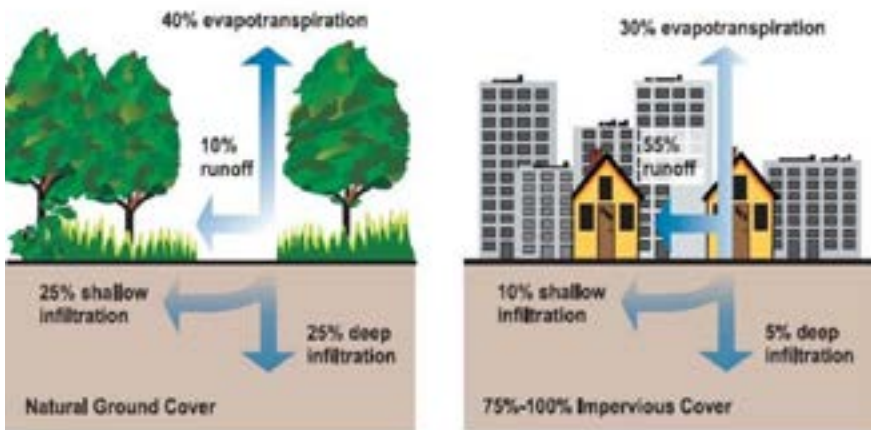 40% evapotranspiration
10%
runoff
25% shallow
infiltration
25% deep
infiltration
Natural Ground Cover
30% evapotranspiration
55%
runoff
10% shallow
infiltration
5% deep
infiltration
75%-100% Impervious Cover